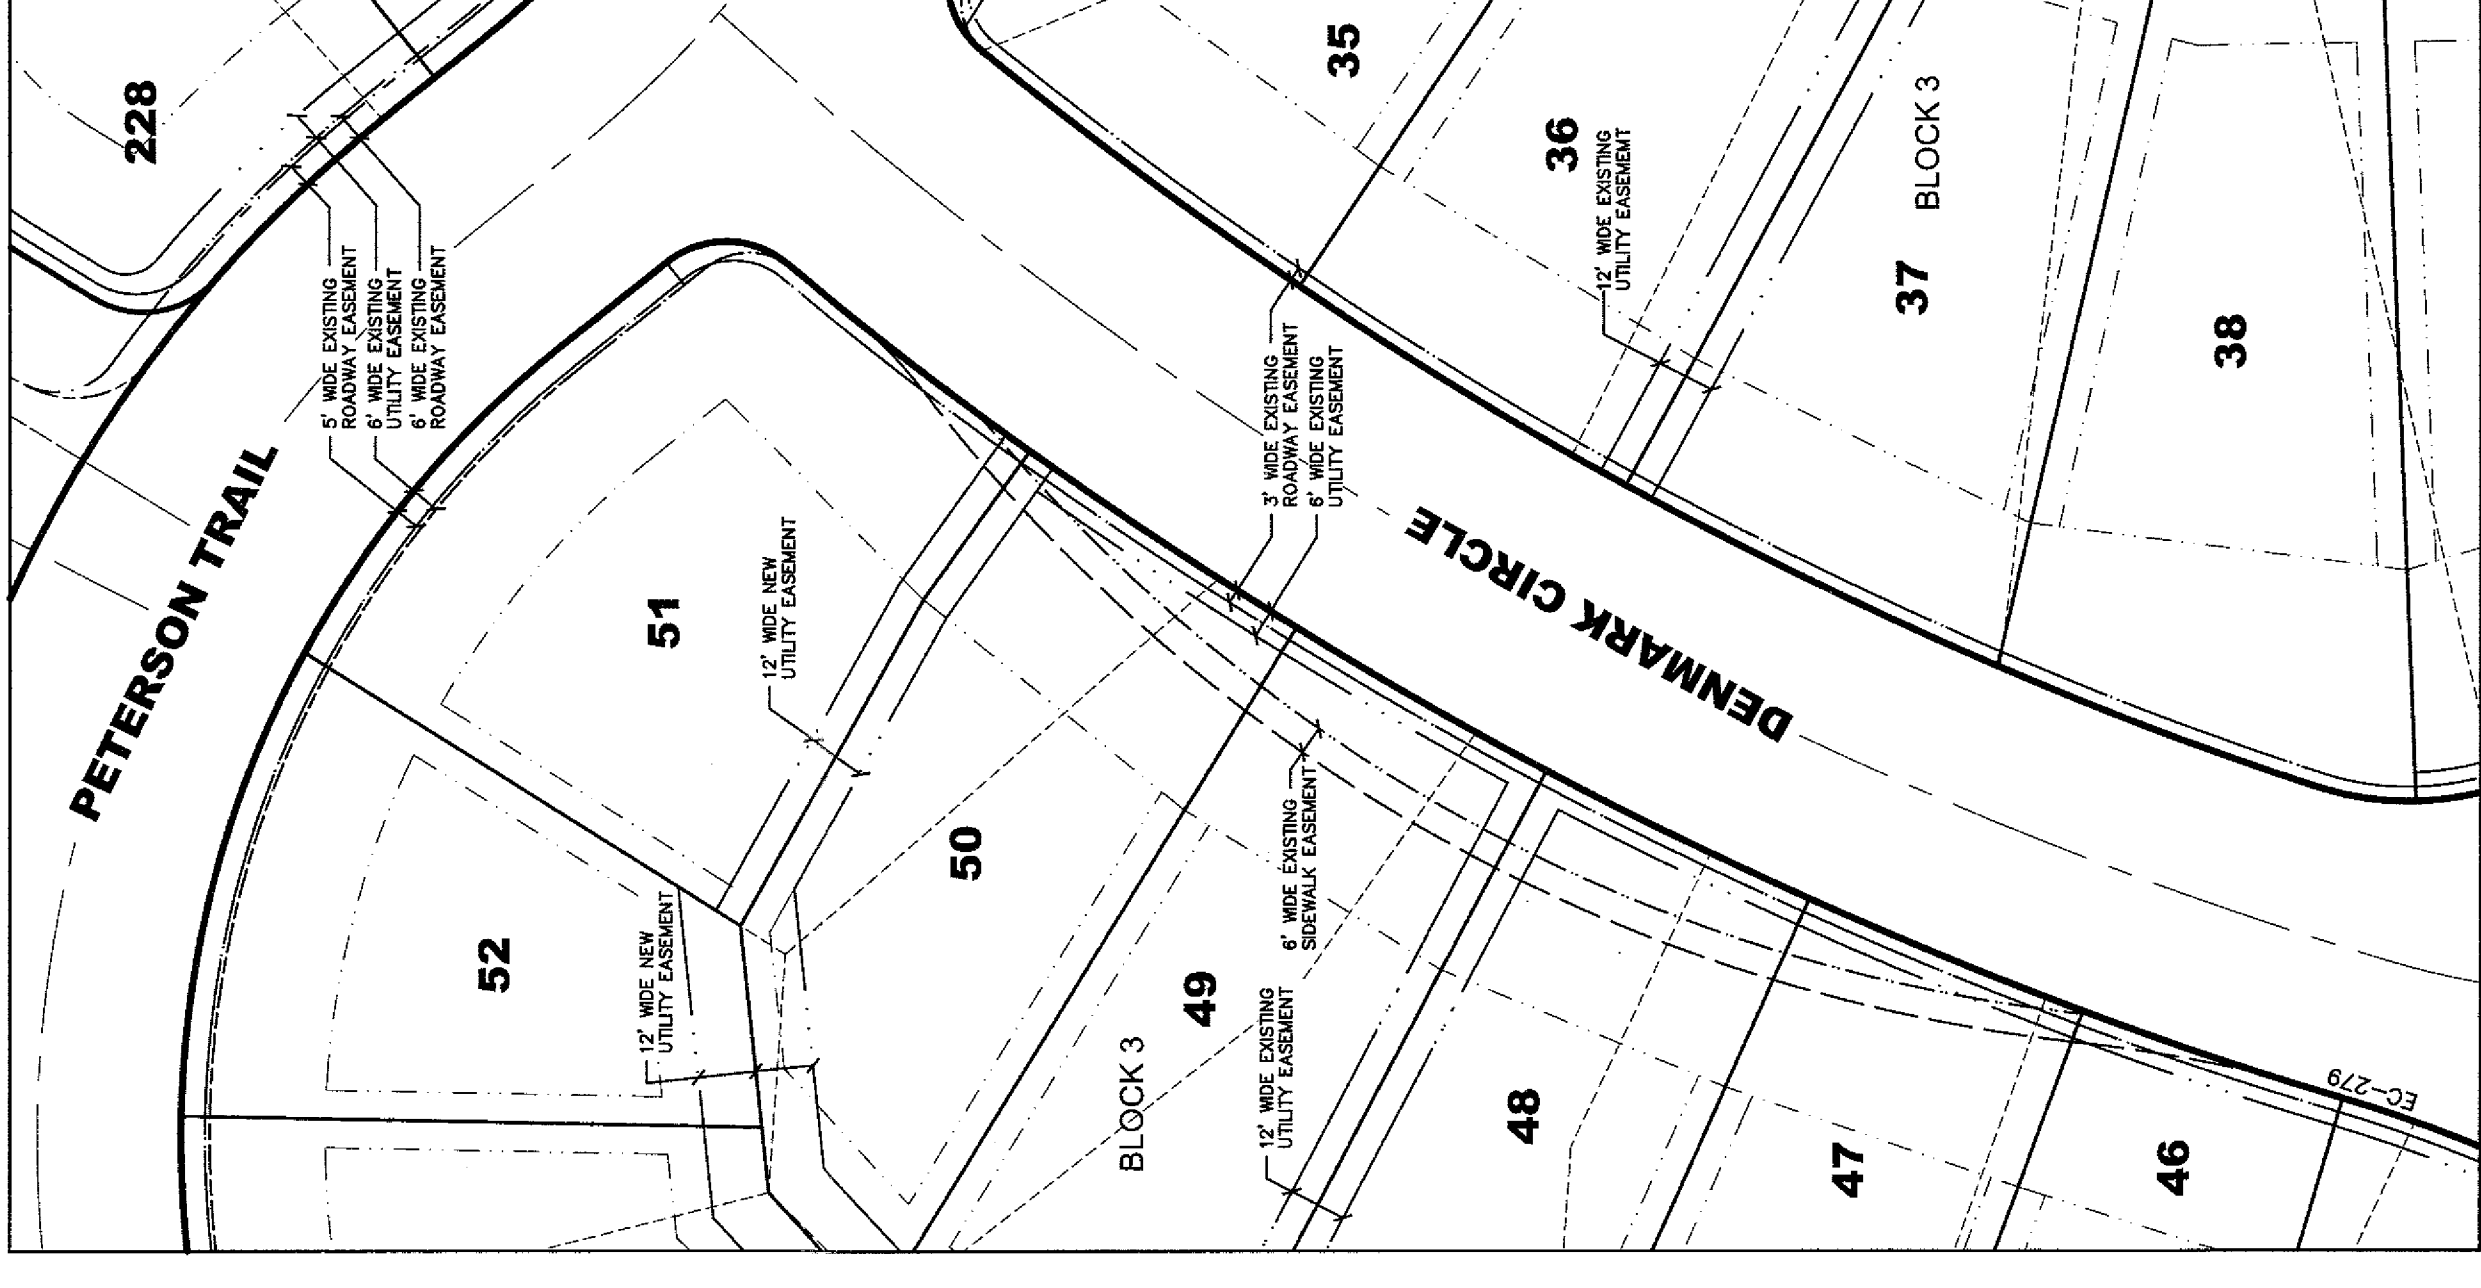 228
35
36
12' WIDE EXISTING
UTILITY EASEMEMT
BLOCK 3
37
38
5' WIDE EXISTING
ROADWAY EASEMENT
6' WIDE EXISTING
UTILITY EASEMENT
6' WIDE EXISTING
ROADWAY EASEMENT
PETERSON TRAIL
51
12' WIDE NEW
UTILITY EASEMENT
3' WIDE EXISTING
ROADWAY EASEMENT
6' WIDE EXISTING
UTILITY EASEMENT
DENMARK CIRCLE
52
12' WIDE NEW
UTILITY EASEMENT
50
6' WIDE EXISTING
SIDEWALK EASEMENT
49
BLOCK 3
12' WIDE EXISTING
UTILITY EASEMENT
48
47
46
EC-279